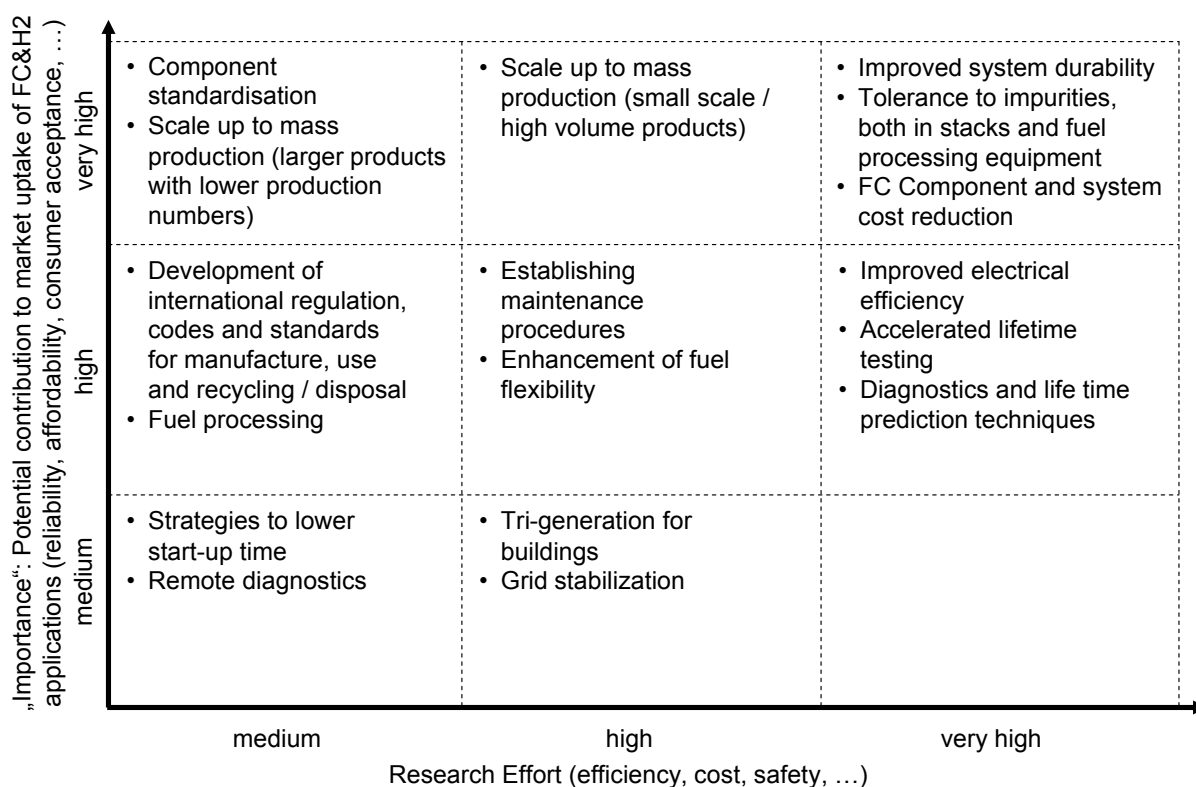 „Importance“: Potential contribution to market uptake of FC&H2
applications (reliability, affordability, consumer acceptance, …)
very high
• Component
standardisation
• Scale up to mass
production (larger products
with lower production
numbers)
• Scale up to mass
production (small scale /
high volume products)
• Improved system durability
• Tolerance to impurities,
both in stacks and fuel
processing equipment
• FC Component and system
cost reduction
high
• Development of
international regulation,
codes and standards
for manufacture, use
and recycling / disposal
• Fuel processing
• Establishing
maintenance
procedures
• Enhancement of fuel
flexibility
• Improved electrical
efficiency
• Accelerated lifetime
testing
• Diagnostics and life time
prediction techniques
medium
• Strategies to lower
start-up time
• Remote diagnostics
• Tri-generation for
buildings
• Grid stabilization
medium
high
very high
Research Effort (efficiency, cost, safety, …)